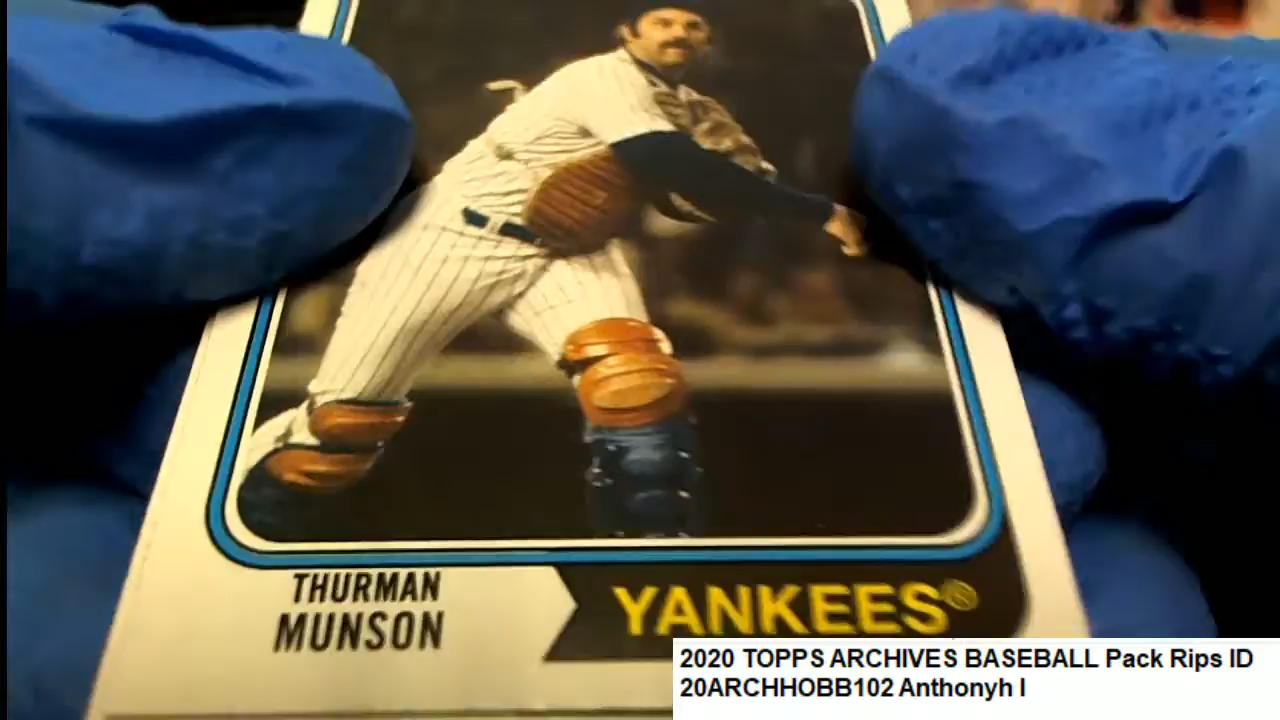 THURMAN
MUNSON
YANKEES®
2020 TOPPS ARCHIVES BASEBALL Pack Rips ID
20ARCHHOBB102 Anthonyh I